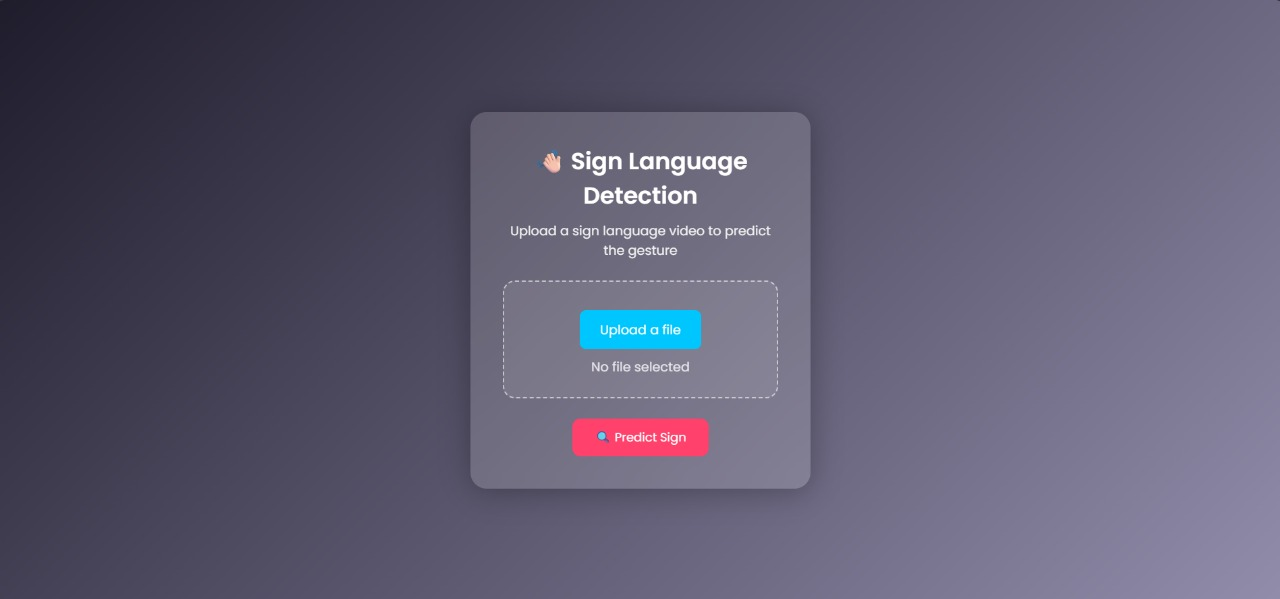 👋🏻 Sign Language
Detection
Upload a sign language video to predict
the gesture
Upload a file
No file selected
🔍 Predict Sign